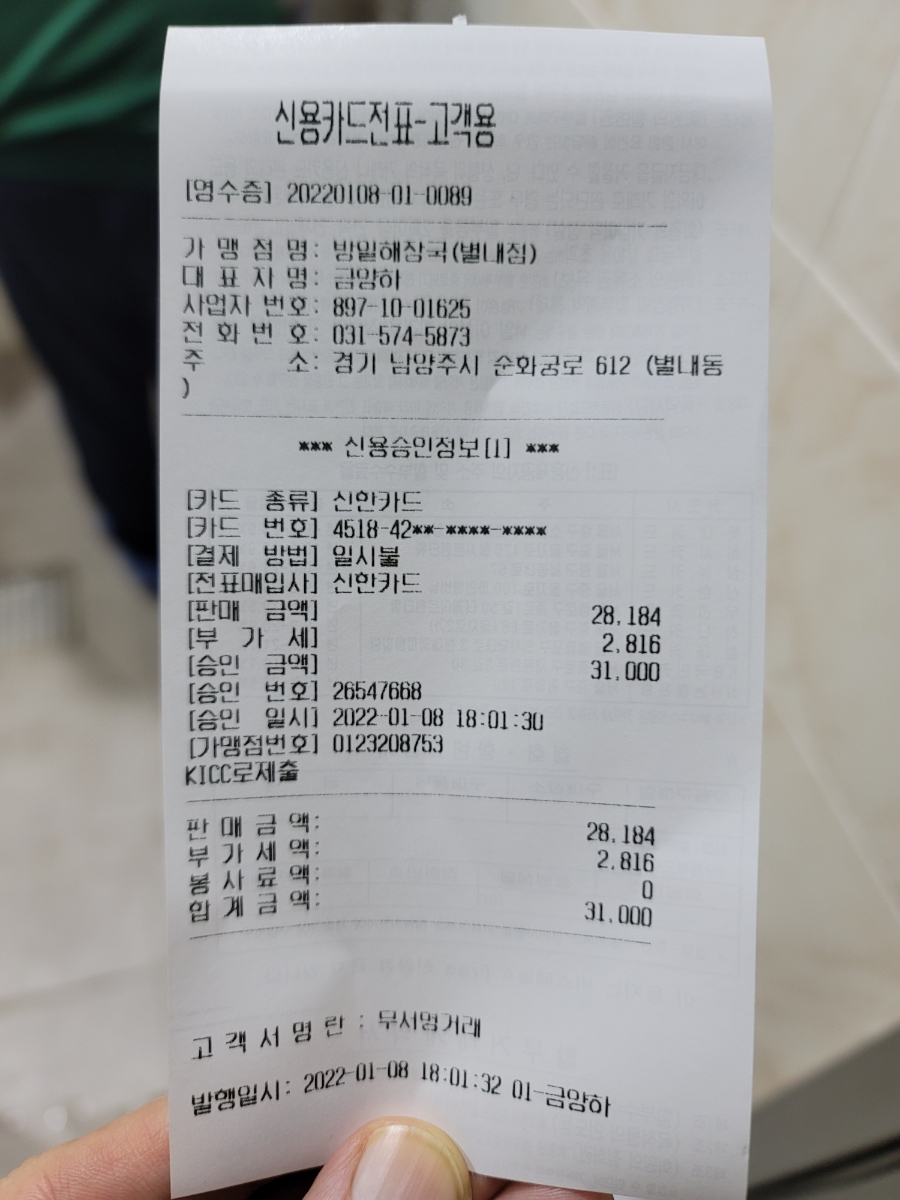 신용카드전표-고객용
[영수증] 20220108-01-0089
가 맹 점 명: 방일해장국(별내점)
대 표 자 명: 금양하
사업자 번호: 897-10-01625
전 화 번 호: 031-574-5873
주 소: 경기 남양주시 순화궁로 612 (별내동
)
*** 신용승인정보[1] ***
[카드 종류] 신한카드
[카드 번호] 4518-42**-****-****
[결제 방법] 일시불
[전표매입사] 신한카드
[판매 금액] 28,184
[부 가 세] 2,816
[승인 금액] 31,000
[승인 번호] 26547668
[승인 일시] 2022-01-08 18:01:30
[가맹점번호] 0123208753
KICC로제출
판 매 금 액: 28,184
부 가 세 액: 2,816
봉 사 료 액: 0
합 계 금 액: 31,000
고 객 서 명 란 : 무서명거래
발행일시: 2022-01-08 18:01:32 01-금양하